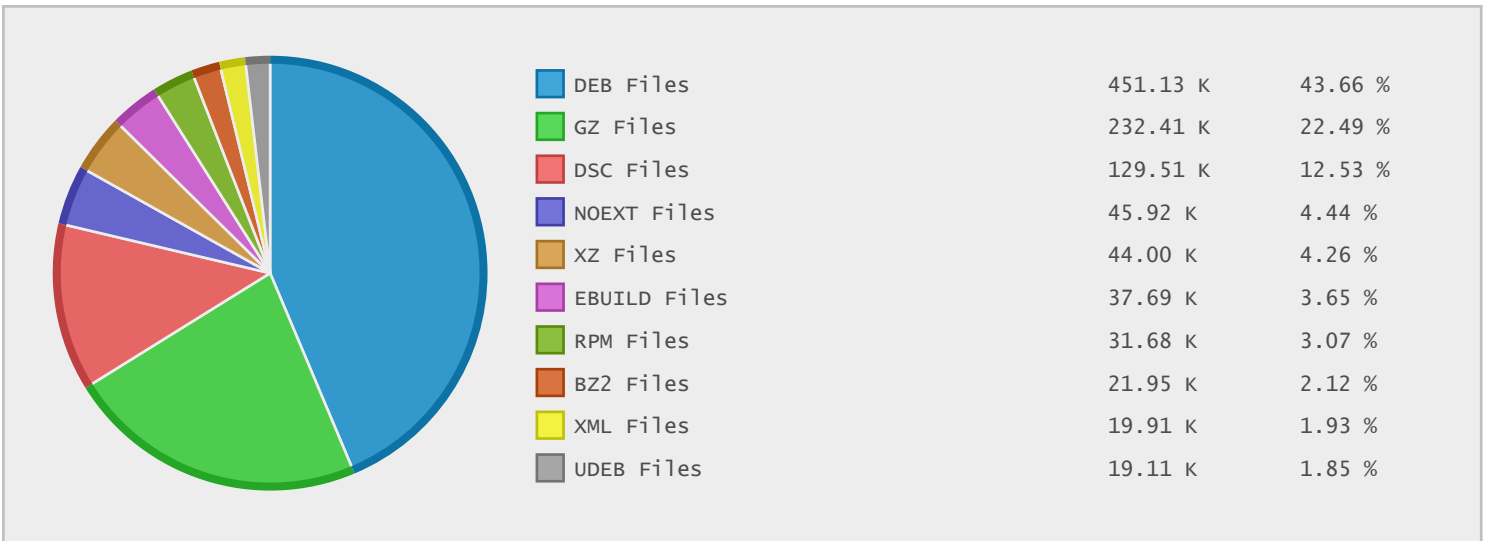 DEB Files 451.13 K 43.66 %
GZ Files 232.41 K 22.49 %
DSC Files 129.51 K 12.53 %
NOEXT Files 45.92 K 4.44 %
XZ Files 44.00 K 4.26 %
EBUILD Files 37.69 K 3.65 %
RPM Files 31.68 K 3.07 %
BZ2 Files 21.95 K 2.12 %
XML Files 19.91 K 1.93 %
UDEB Files 19.11 K 1.85 %